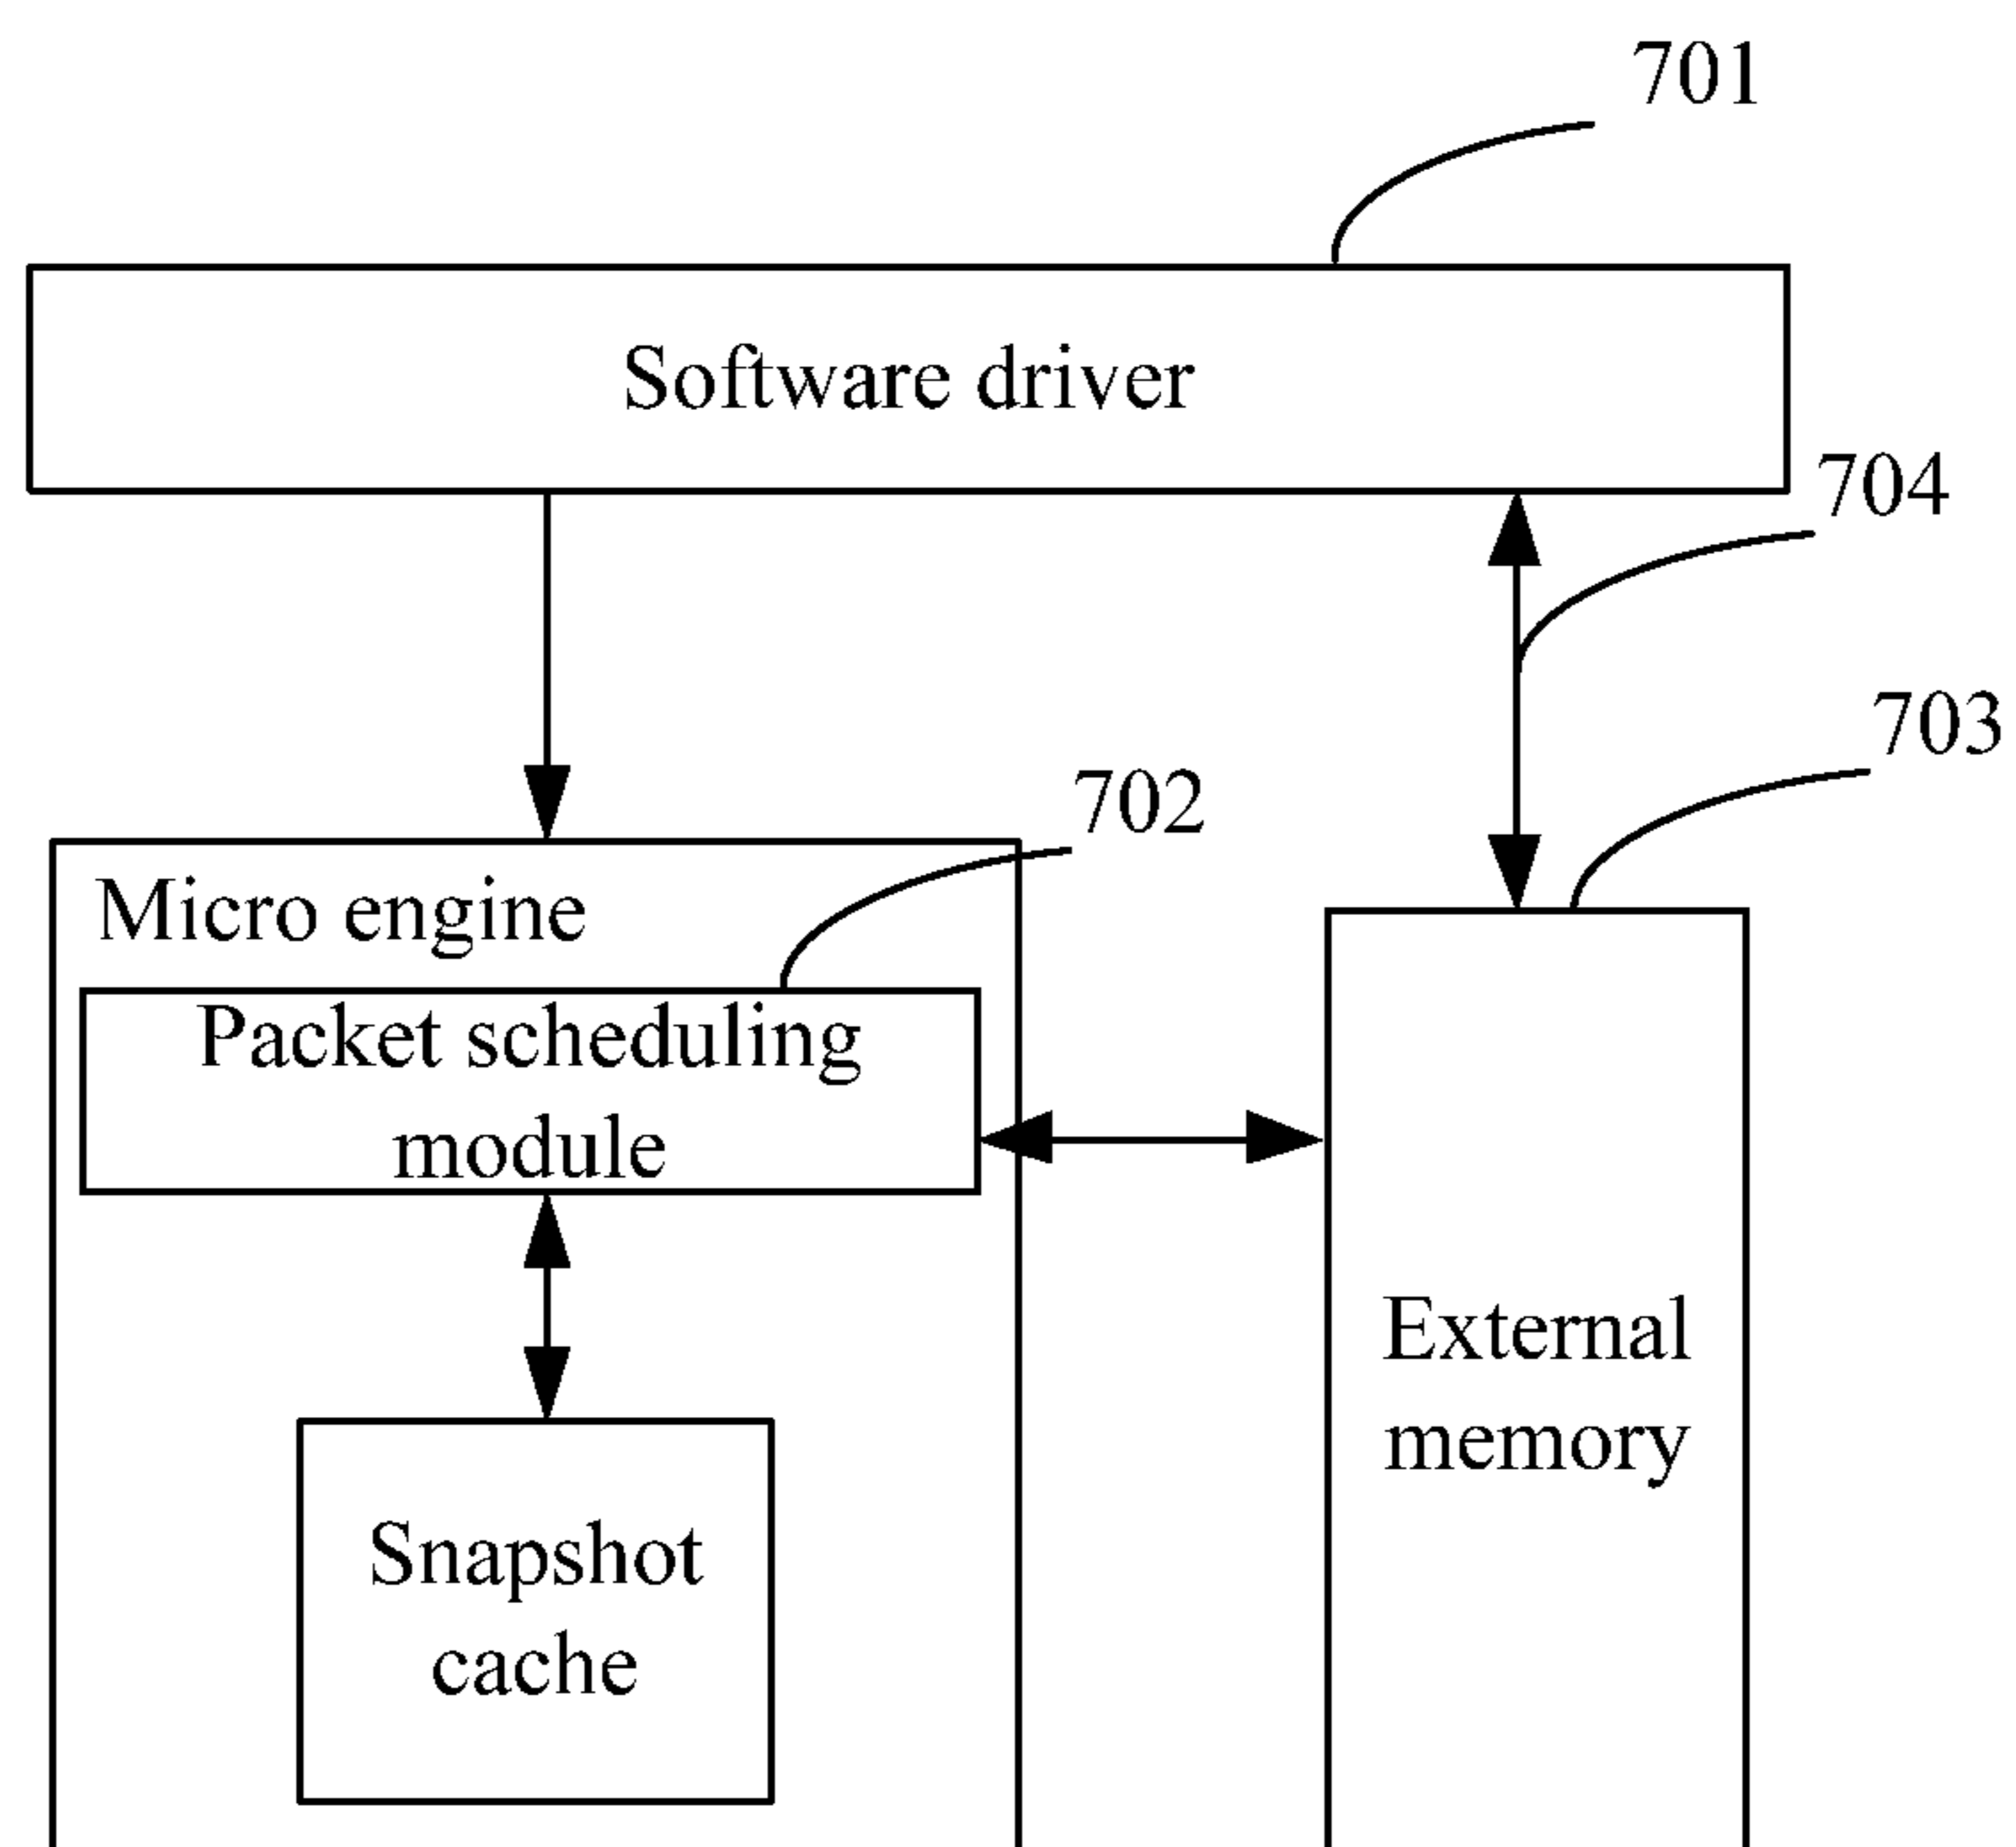 701
Software driver
704
703
702
Micro engine
Packet scheduling
module
External
memory
Snapshot
cache